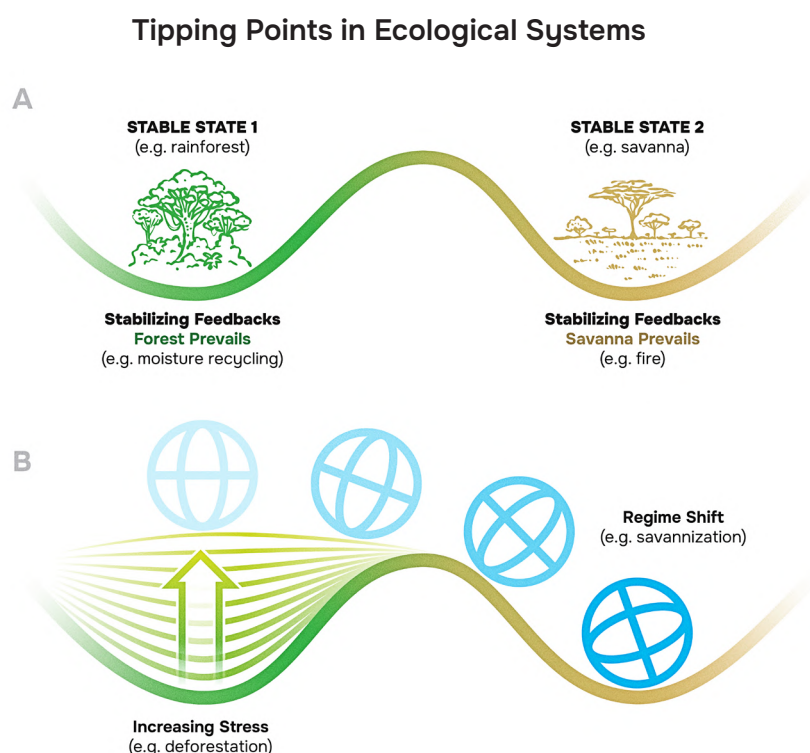 Tipping Points in Ecological Systems
A
STABLE STATE 1
(e.g. rainforest)
STABLE STATE 2
(e.g. savanna)
Stabilizing Feedbacks
Forest Prevails
(e.g. moisture recycling)
Stabilizing Feedbacks
Savanna Prevails
(e.g. fire)
B
Regime Shift
(e.g. savannization)
Increasing Stress
(e.g. deforestation)